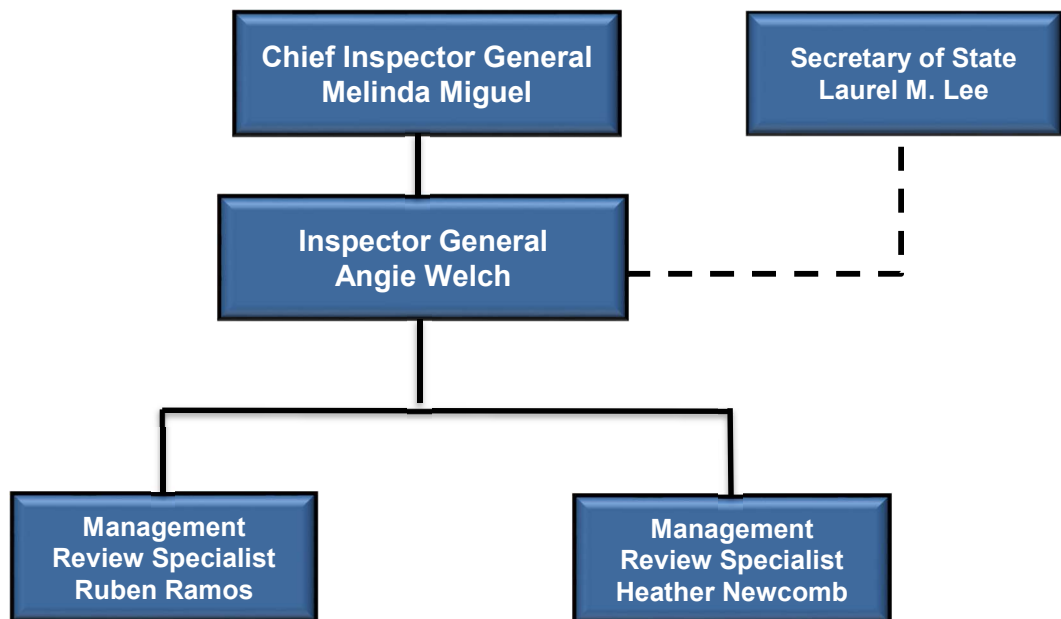 Chief Inspector General
Melinda Miguel
Secretary of State
Laurel M. Lee
Inspector General
Angie Welch
Management
Review Specialist
Ruben Ramos
Management
Review Specialist
Heather Newcomb